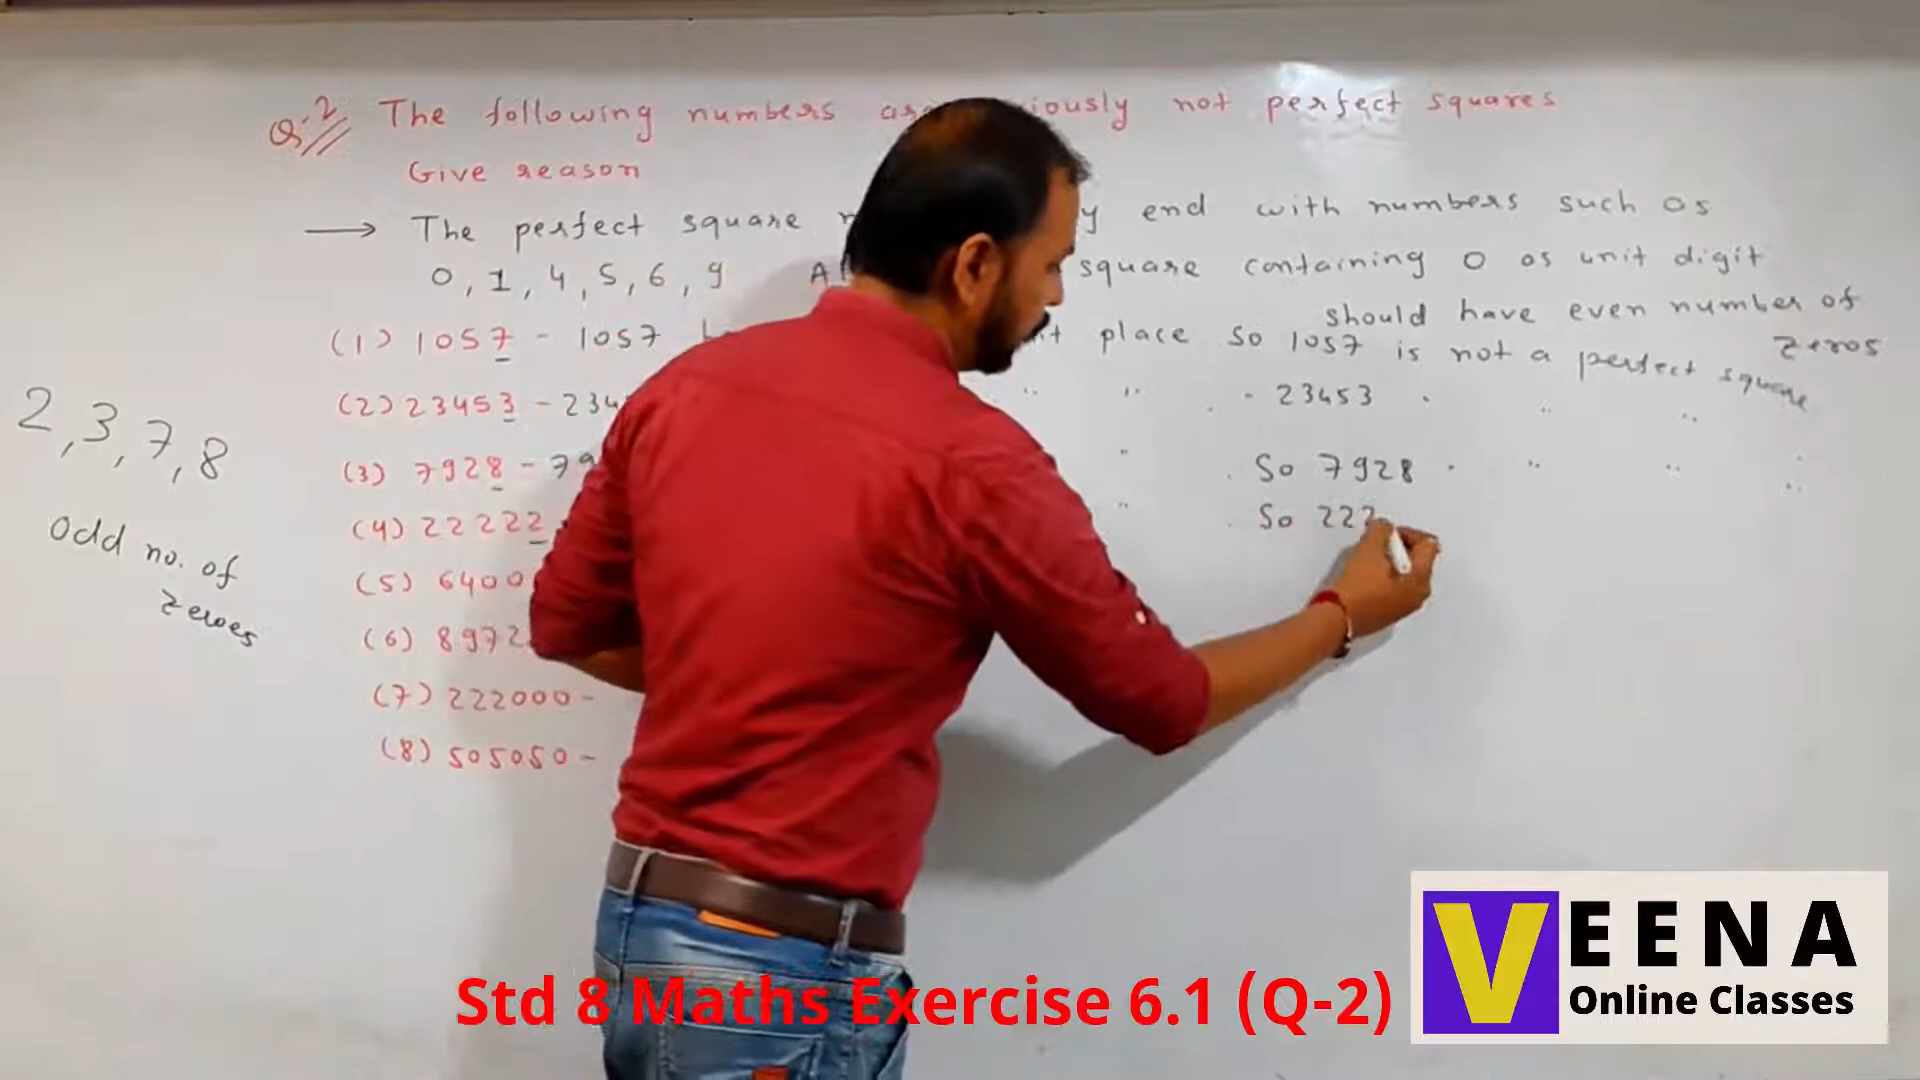 Q.2 The following numbers are not perfect squares
Give reason
→ The perfect square end with numbers such as
0, 1, 4, 5, 6, 9 square containing 0 as unit digit
should have even number of
zeros
(1) 1057 - 1057 place so 1057 is not a perfect square
(2) 23453 - 234 " " 23453 " "
(3) 7928 - 79 " So 7928 " " "
(4) 22222 " So 222
(5) 6400
(6) 8972
(7) 222000 -
(8) 505050 -
2, 3, 7, 8
odd no. of
zeroes
Std 8 Maths Exercise 6.1 (Q-2)
VEENA
Online Classes